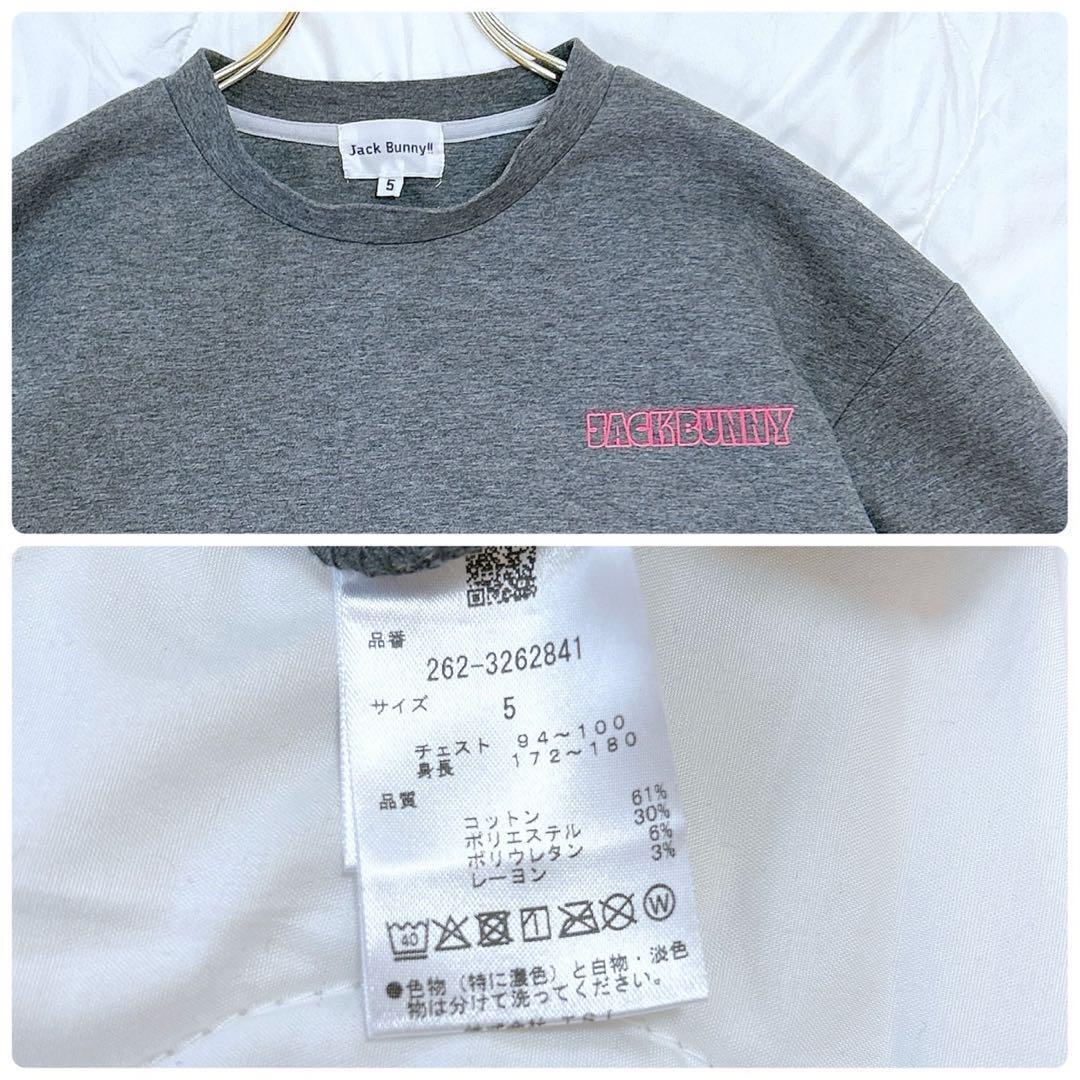 Jack Bunny!!
5
JACKBUNNY
品番
262-3262841
サイズ 5
チェスト 94～100
身長 172～180
品質
コットン 61%
ポリエステル 30%
ポリウレタン 6%
レーヨン 3%
40
W
●色物（特に濃色）と白物・淡色
物は分けて洗ってください。